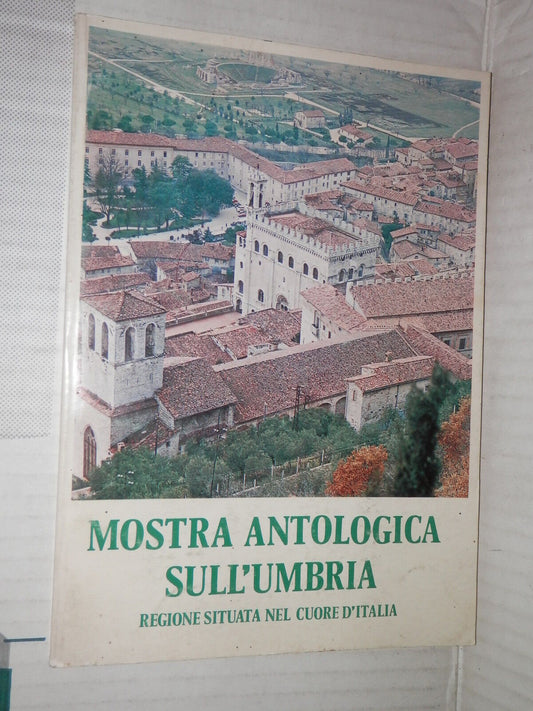 MOSTRA ANTOLOGICA
SULL'UMBRIA
REGIONE SITUATA NEL CUORE D'ITALIA